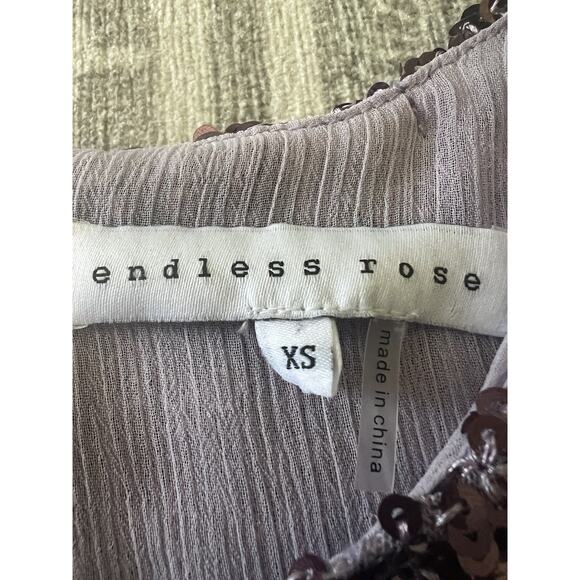 endless rose
XS
made in china